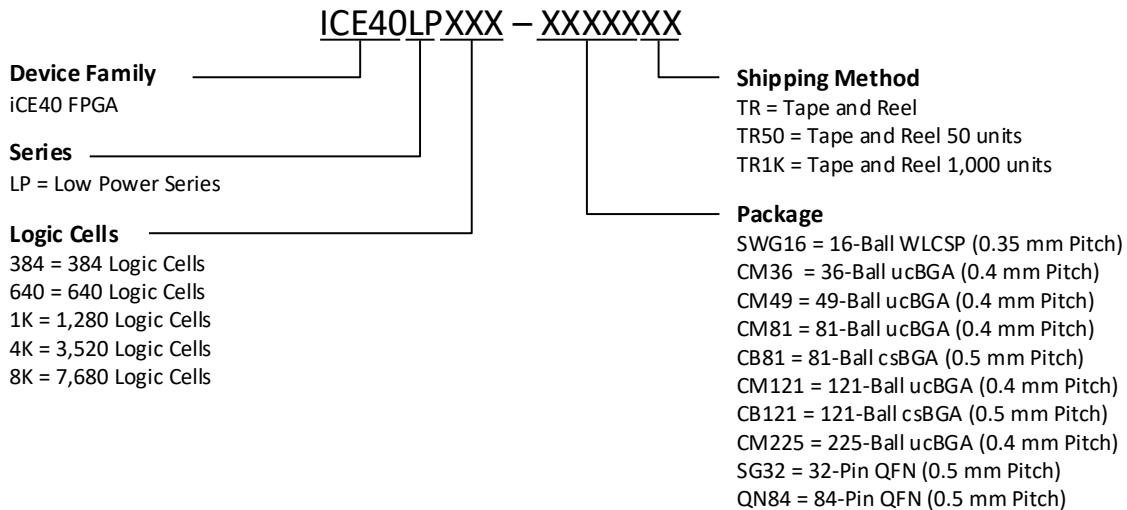 ICE40LPXXX – XXXXXXX
Device Family
iCE40 FPGA
Series
LP = Low Power Series
Logic Cells
384 = 384 Logic Cells
640 = 640 Logic Cells
1K = 1,280 Logic Cells
4K = 3,520 Logic Cells
8K = 7,680 Logic Cells
Shipping Method
TR = Tape and Reel
TR50 = Tape and Reel 50 units
TR1K = Tape and Reel 1,000 units
Package
SWG16 = 16-Ball WLCSP (0.35 mm Pitch)
CM36 = 36-Ball ucBGA (0.4 mm Pitch)
CM49 = 49-Ball ucBGA (0.4 mm Pitch)
CM81 = 81-Ball ucBGA (0.4 mm Pitch)
CB81 = 81-Ball csBGA (0.5 mm Pitch)
CM121 = 121-Ball ucBGA (0.4 mm Pitch)
CB121 = 121-Ball csBGA (0.5 mm Pitch)
CM225 = 225-Ball ucBGA (0.4 mm Pitch)
SG32 = 32-Pin QFN (0.5 mm Pitch)
QN84 = 84-Pin QFN (0.5 mm Pitch)